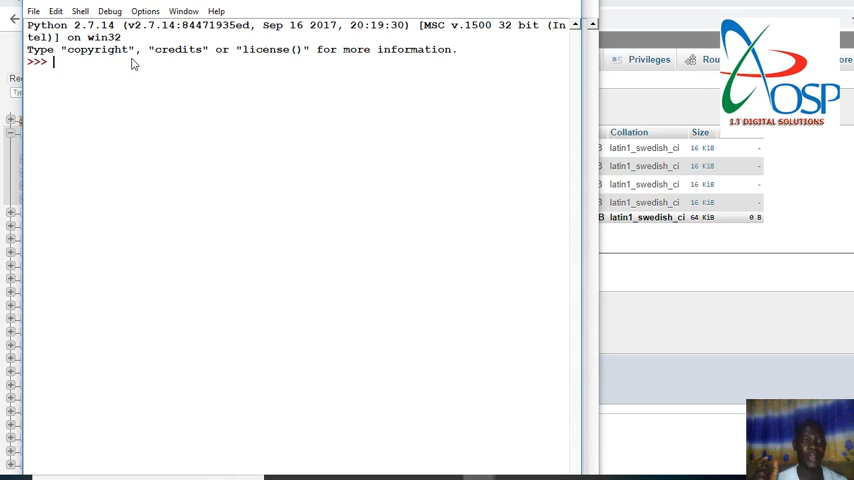 File Edit Shell Debug Options Window Help
Python 2.7.14 (v2.7.14:84471935ed, Sep 16 2017, 20:19:30) [MSC v.1500 32 bit (In
tel)] on win32
Type "copyright", "credits" or "license()" for more information.
>>>
Privileges
Rou
OSP
I.T DIGITAL SOLUTIONS
Collation Size
latin1_swedish_ci 16 KiB -
latin1_swedish_ci 16 KiB -
latin1_swedish_ci 16 KiB -
latin1_swedish_ci 16 KiB -
B latin1_swedish_ci 64 KiB 0 B